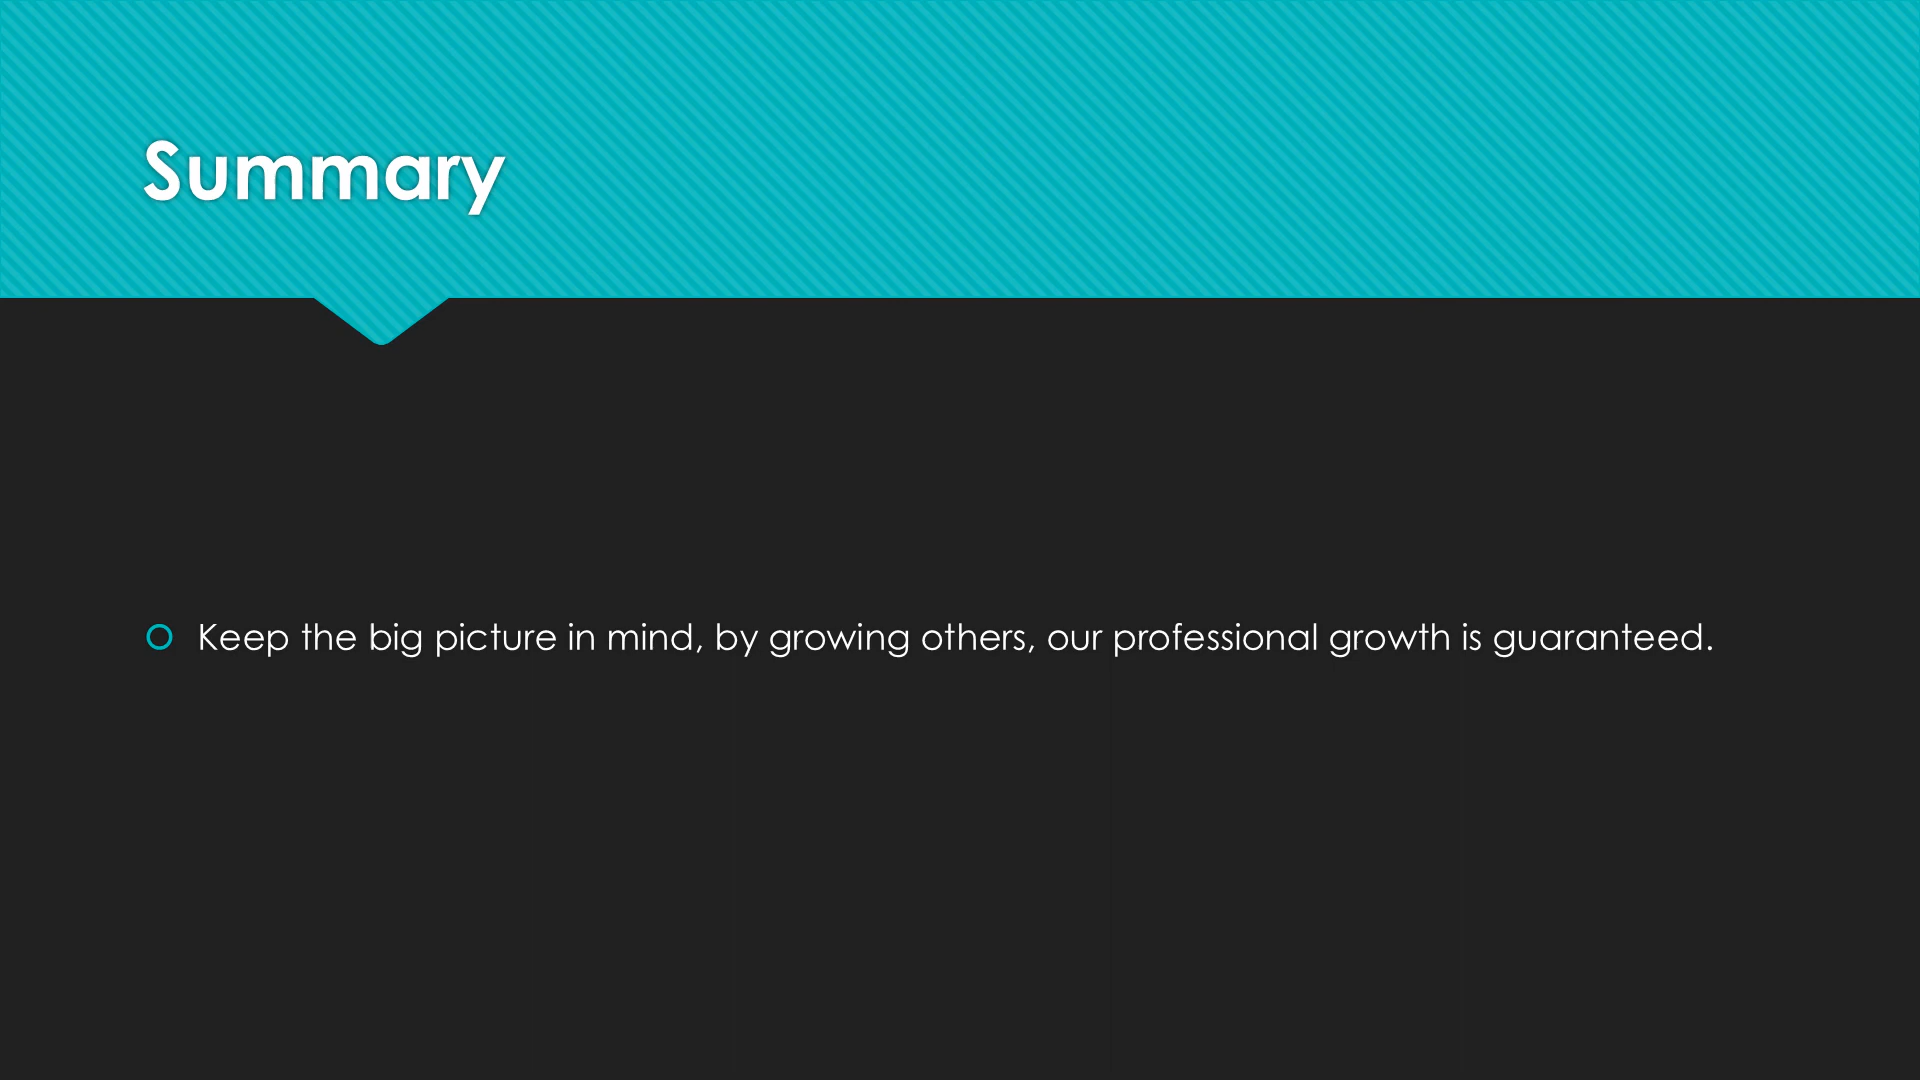 Summary
Keep the big picture in mind, by growing others, our professional growth is guaranteed.